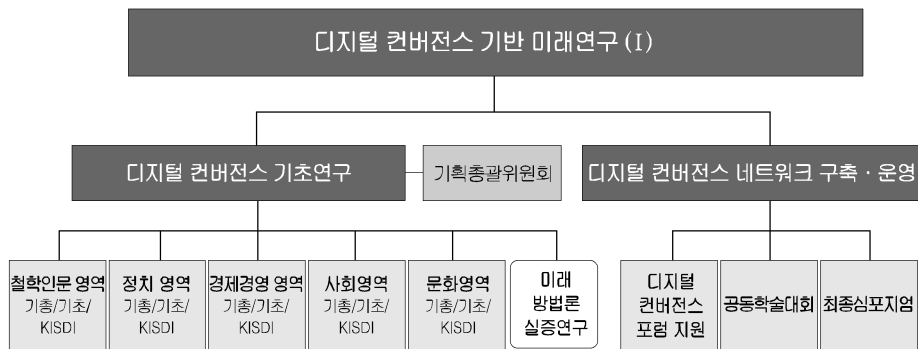 디지털 컨버전스 기반 미래연구 (I)
디지털 컨버전스 기초연구
기획총괄위원회
디지털 컨버전스 네트워크 구축 · 운영
철학인문 영역
기총/기초/
KISDI
정치 영역
기총/기초/
KISDI
경제경영 영역
기총/기초/
KISDI
사회영역
기총/기초/
KISDI
문화영역
기총/기초/
KISDI
미래
방법론
실증연구
디지털
컨버전스
포럼 지원
공동학술대회
최종심포지엄